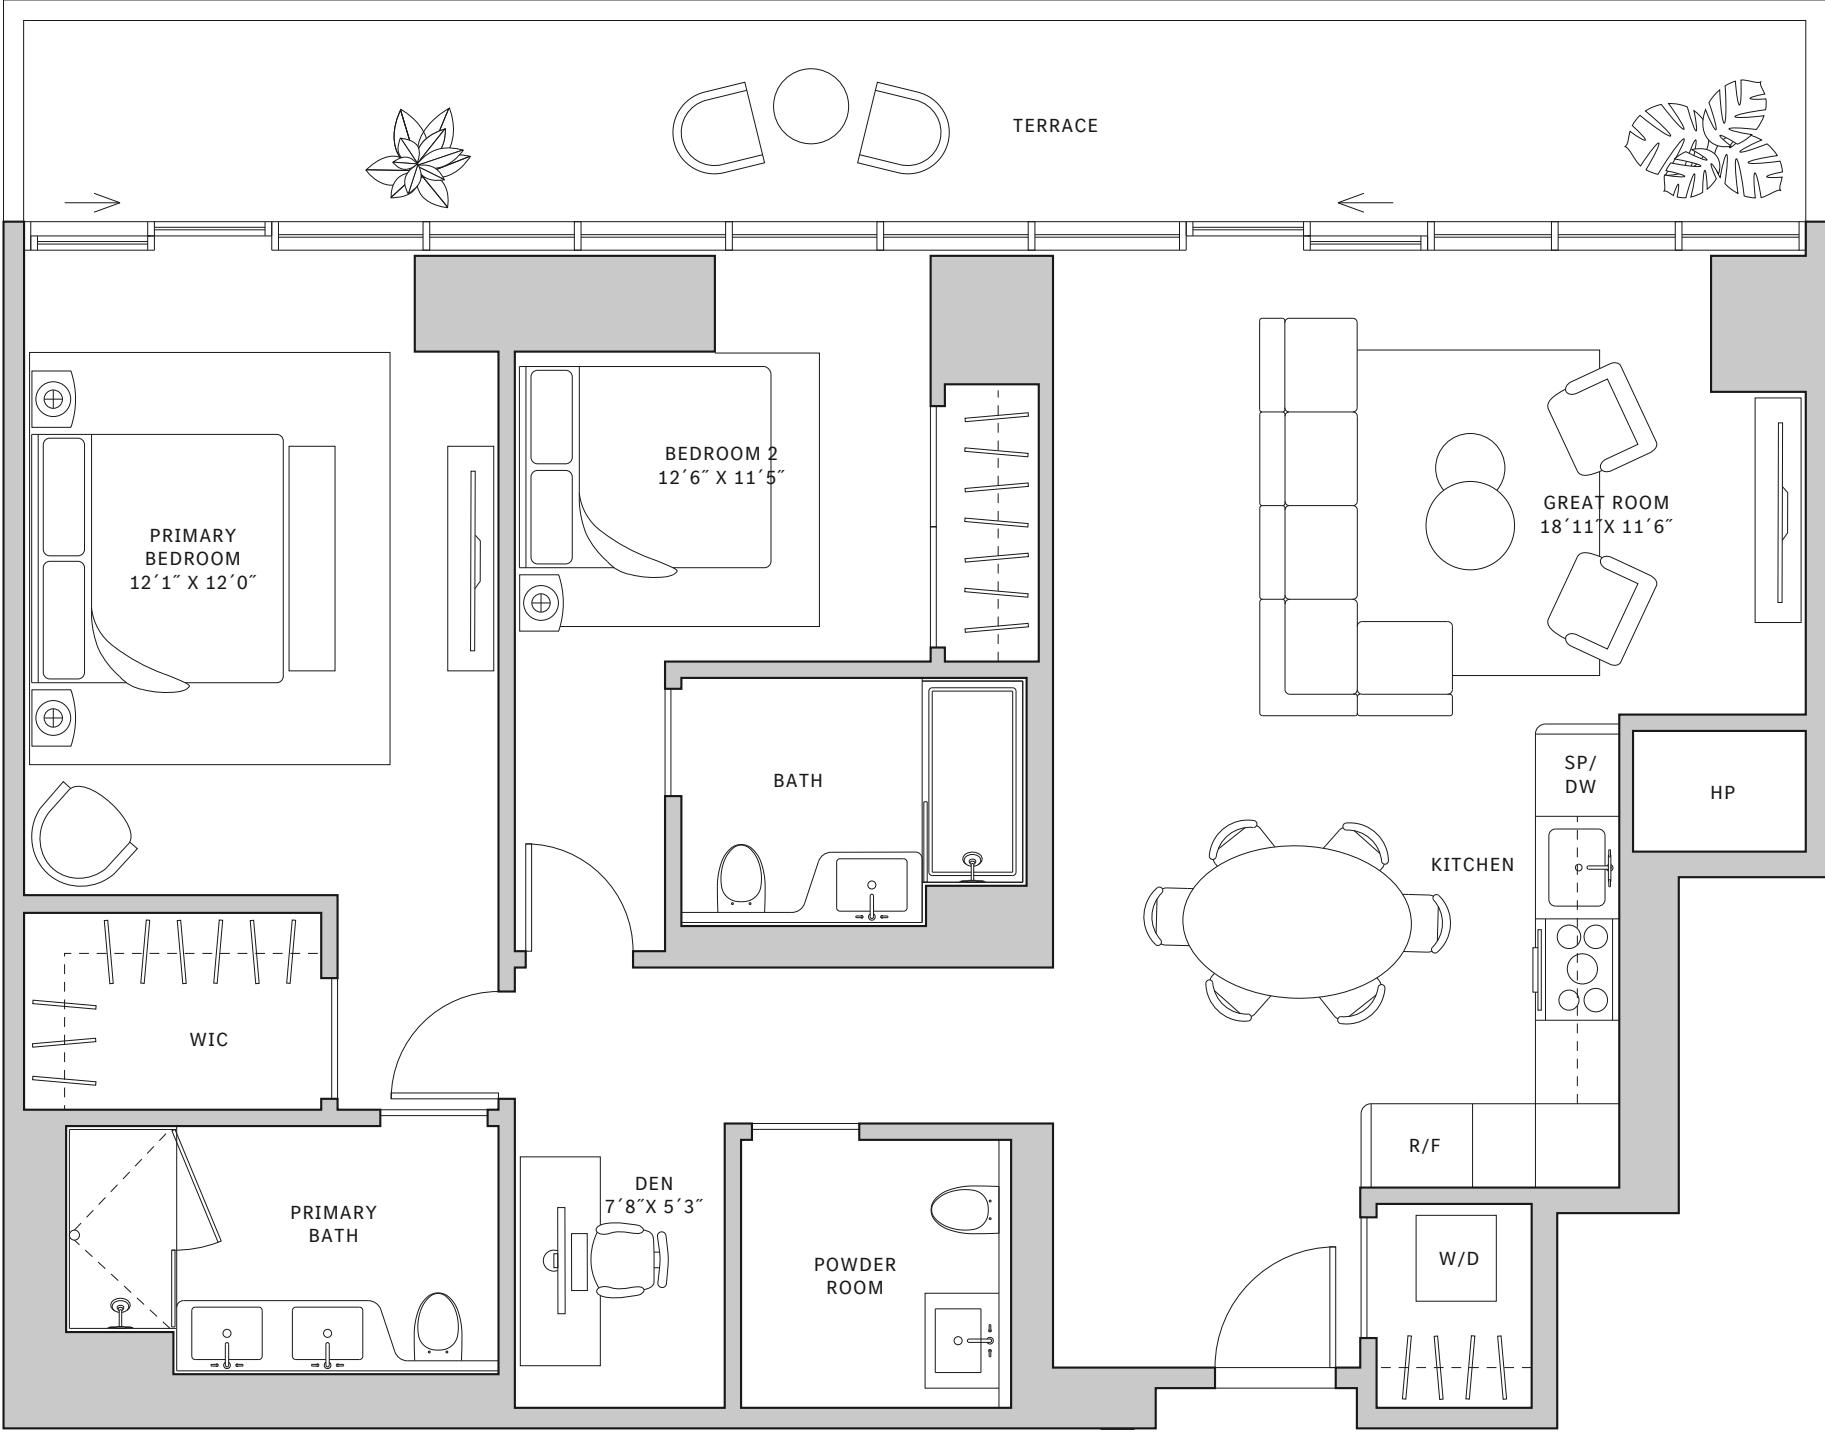 TERRACE
BEDROOM 2
12´6˝ X 11´5˝
GREAT ROOM
18´11˝X 11´6˝
PRIMARY
BEDROOM
12´1˝ X 12´0˝
SP/
DW
HP
BATH
KITCHEN
WIC
R/F
DEN
7´8˝X 5´3˝
PRIMARY
BATH
POWDER
ROOM
W/D